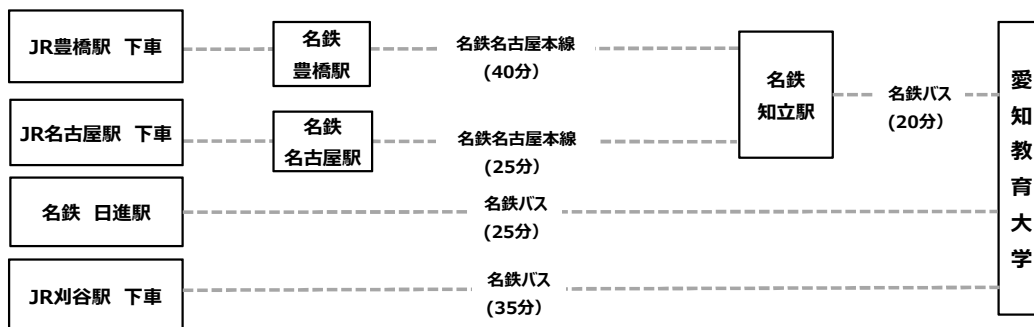 JR豊橋駅 下車
名鉄
豊橋駅
名鉄名古屋本線
(40分)
JR名古屋駅 下車
名鉄
名古屋駅
名鉄名古屋本線
(25分)
名鉄
知立駅
名鉄バス
(20分)
名鉄 日進駅
名鉄バス
(25分)
JR刈谷駅 下車
名鉄バス
(35分)
愛知教育大学